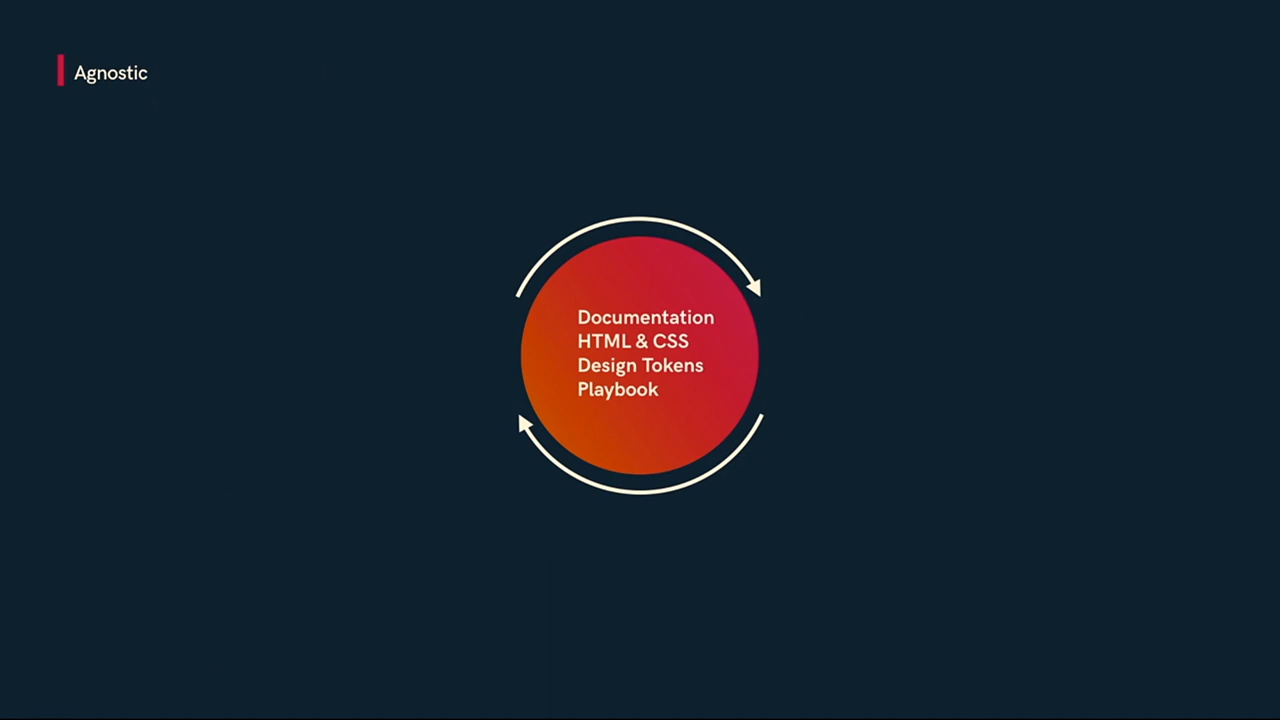 Agnostic
Documentation
HTML & CSS
Design Tokens
Playbook